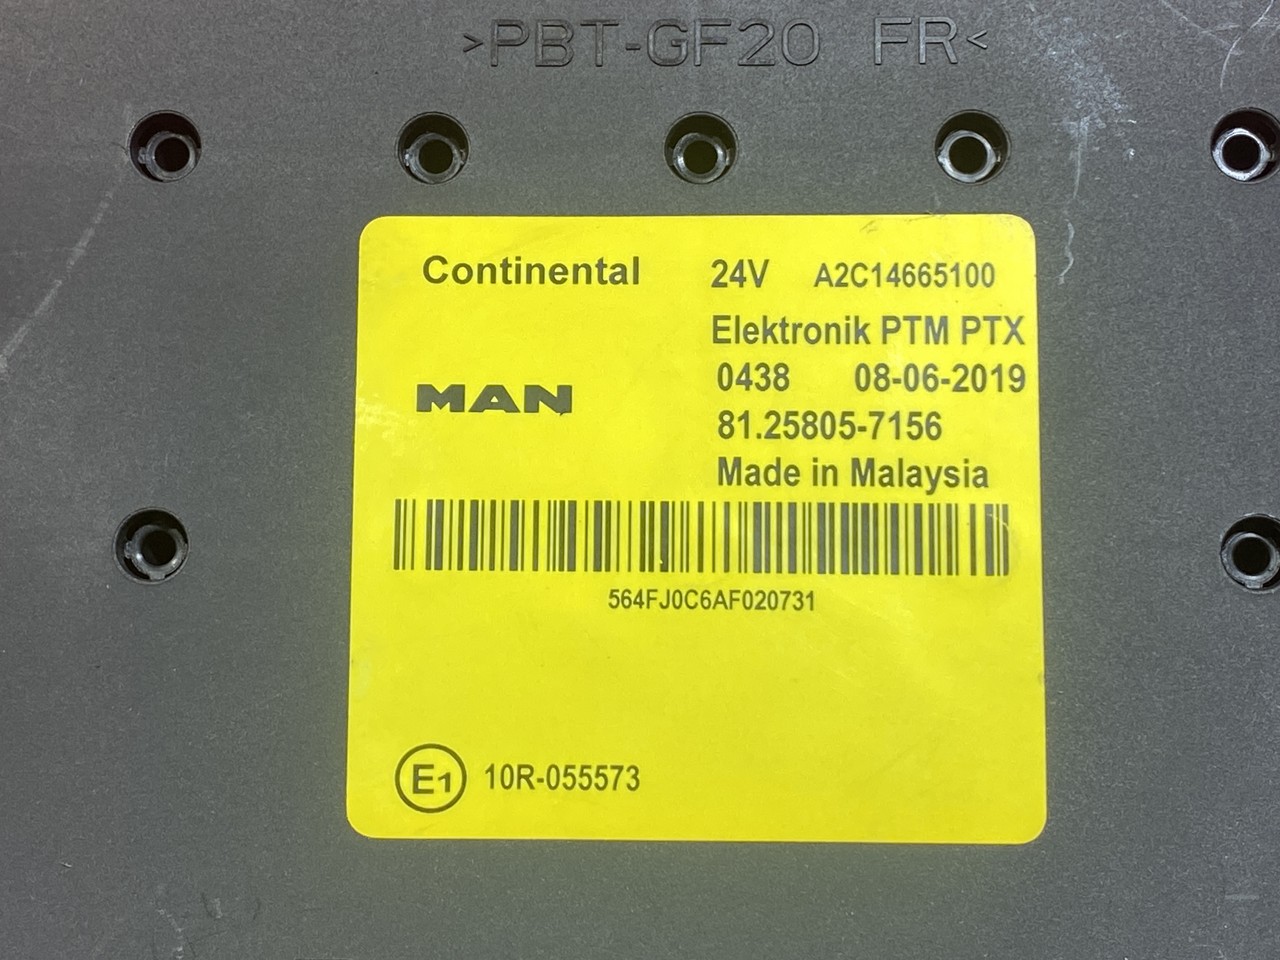 >PBT-GF20 FR<
Continental 24V A2C14665100
Elektronik PTM PTX
0438 08-06-2019
MAN
81.25805-7156
Made in Malaysia
564FJ0C6AF020731
E1 10R-055573